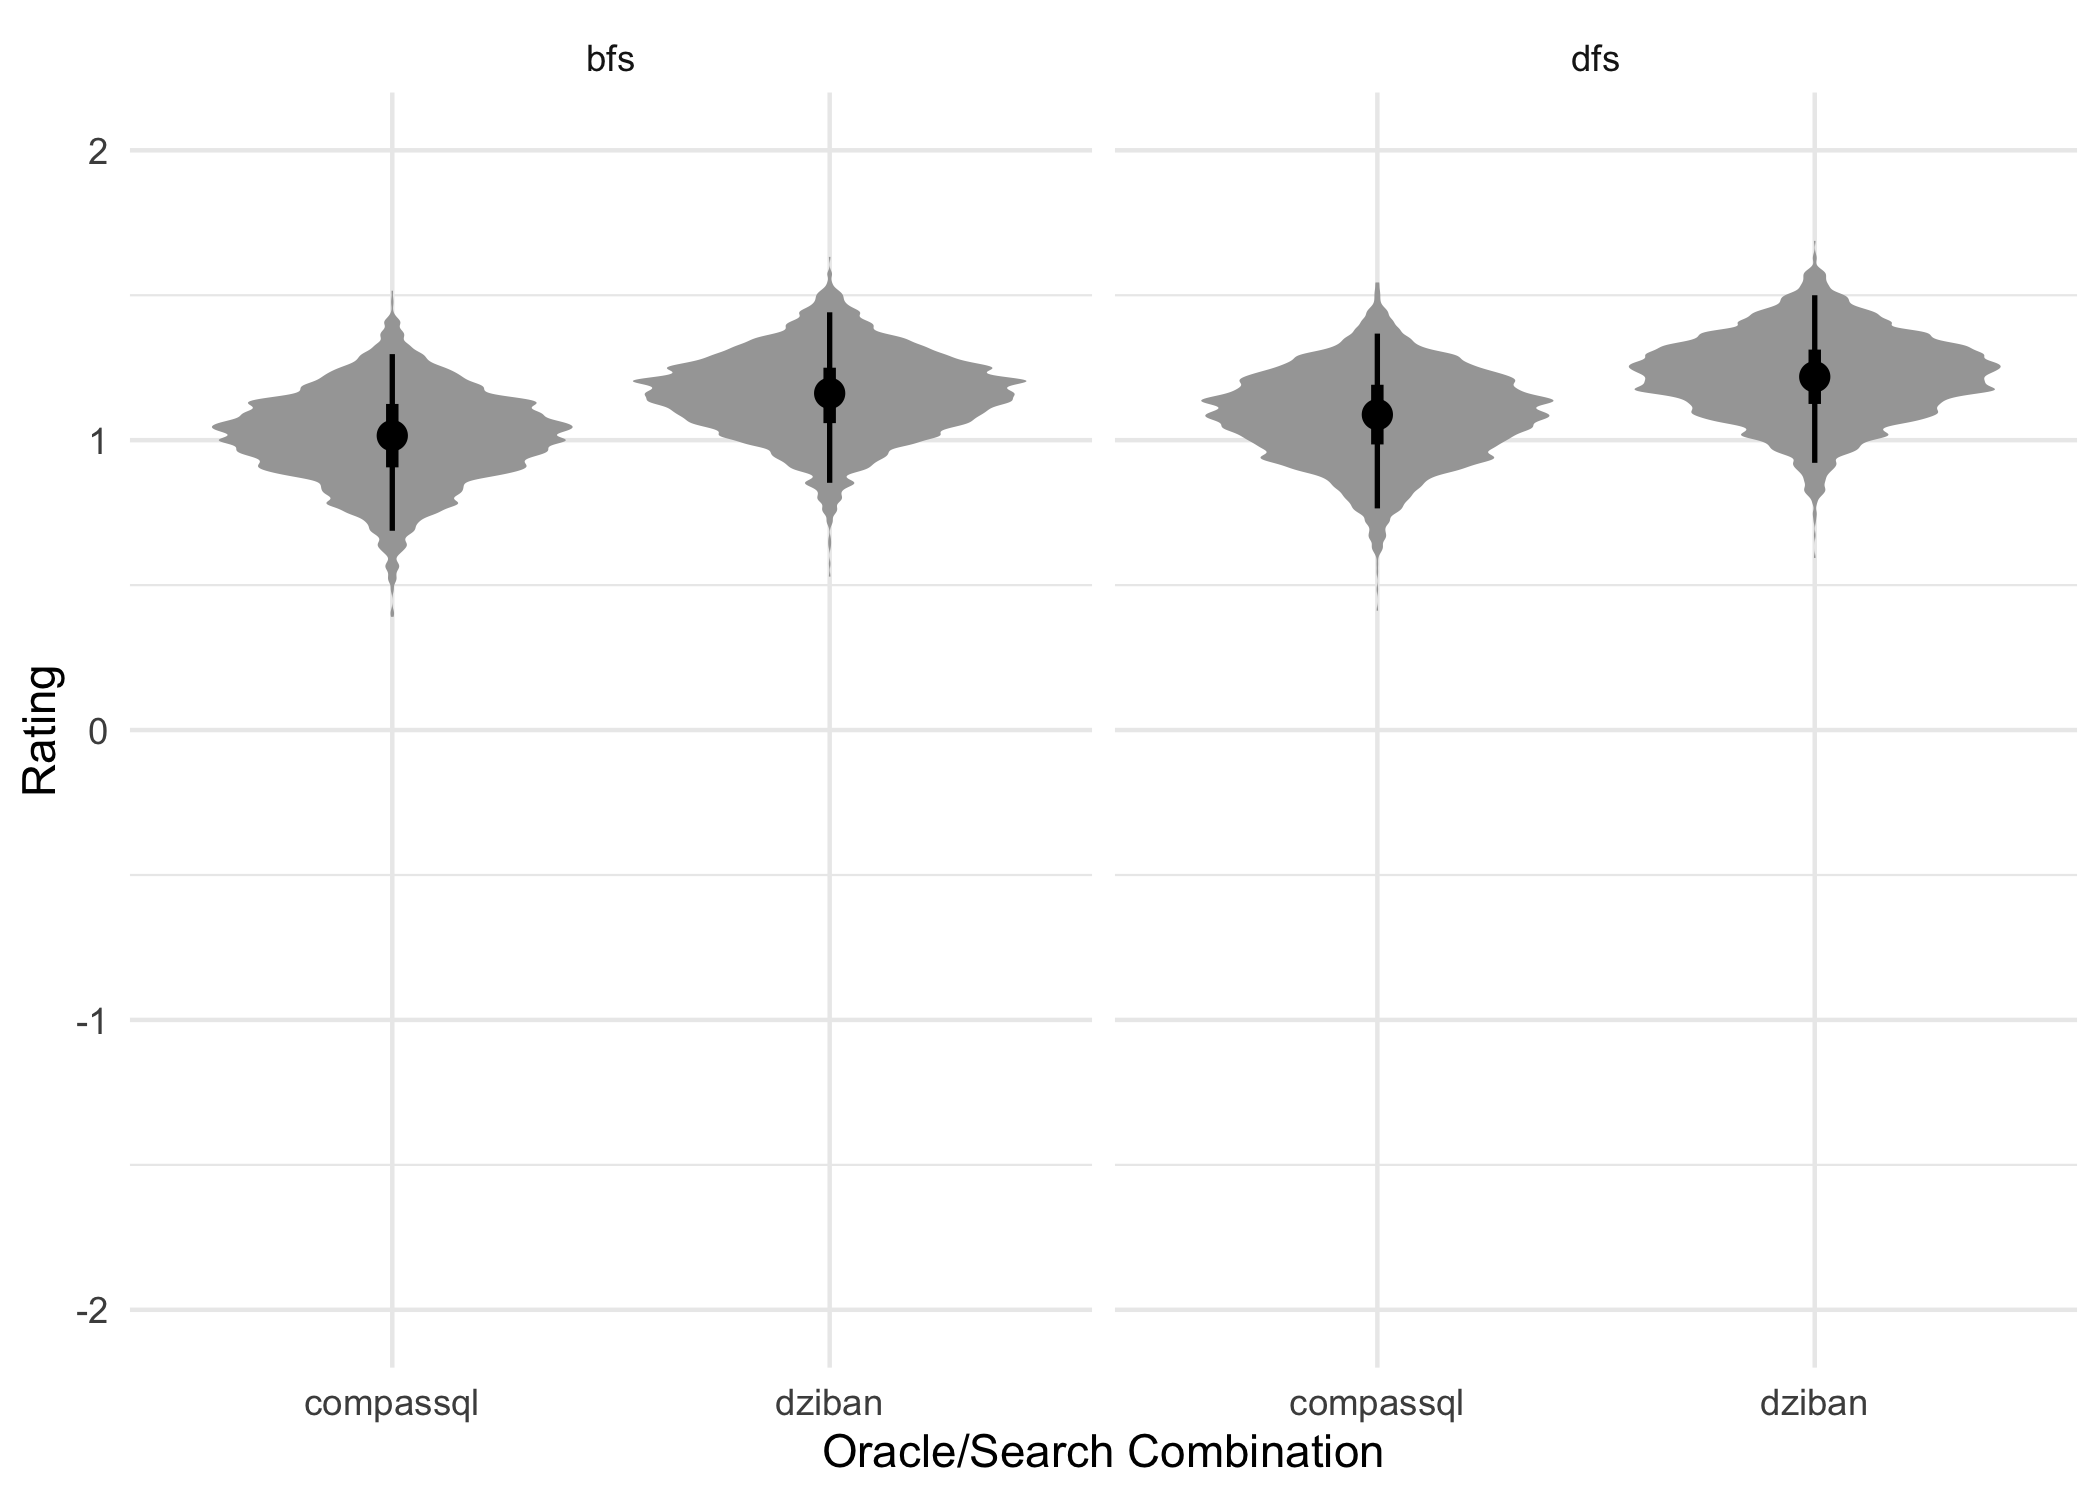 bfs
dfs
2
1
0
-1
-2
Rating
compassql
dziban
compassql
dziban
Oracle/Search Combination